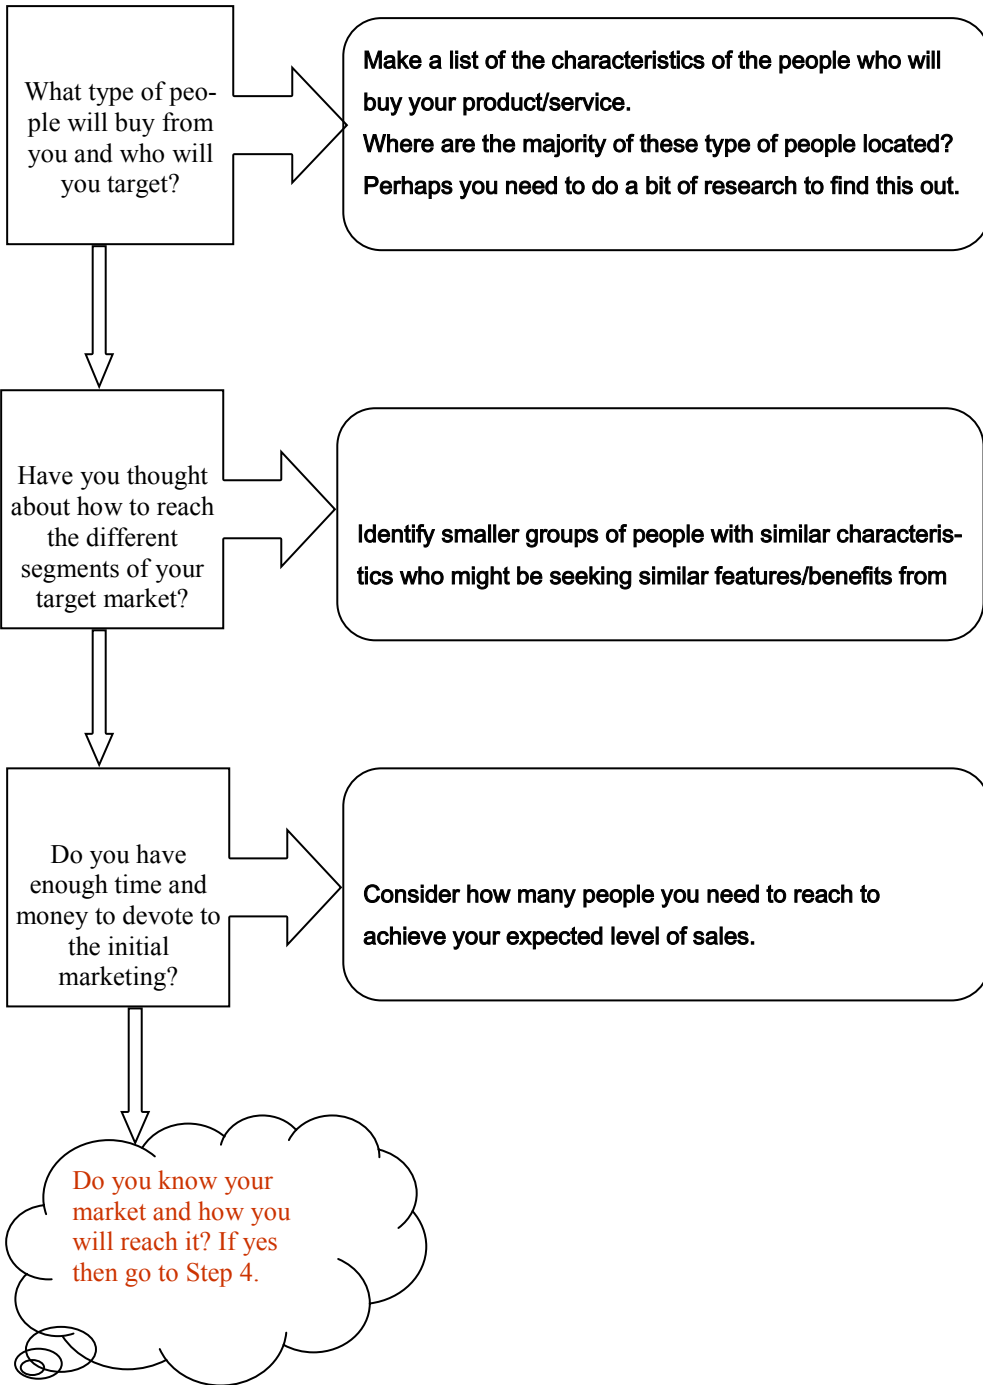 What type of peo-
ple will buy from
you and who will
you target?
Make a list of the characteristics of the people who will
buy your product/service.
Where are the majority of these type of people located?
Perhaps you need to do a bit of research to find this out.
Have you thought
about how to reach
the different
segments of your
target market?
Identify smaller groups of people with similar characteris-
tics who might be seeking similar features/benefits from
Do you have
enough time and
money to devote to
the initial
marketing?
Consider how many people you need to reach to
achieve your expected level of sales.
Do you know your
market and how you
will reach it? If yes
then go to Step 4.